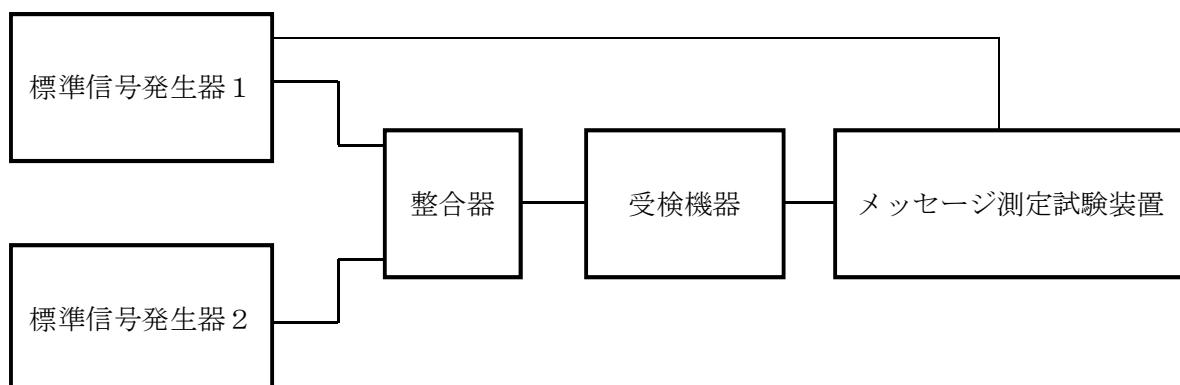 標準信号発生器１
整合器
受検機器
メッセージ測定試験装置
標準信号発生器２